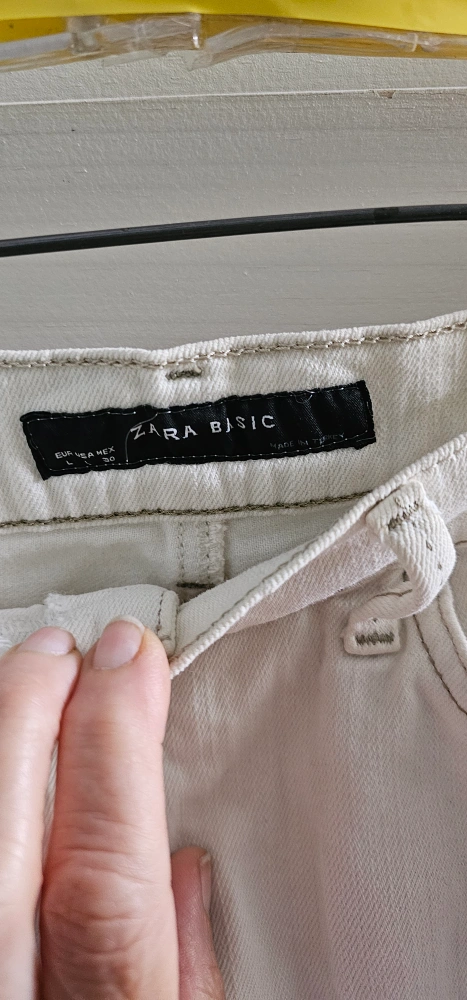 ZARA BASIC
EUR USA MEX
L L 30
MADE IN TURKEY